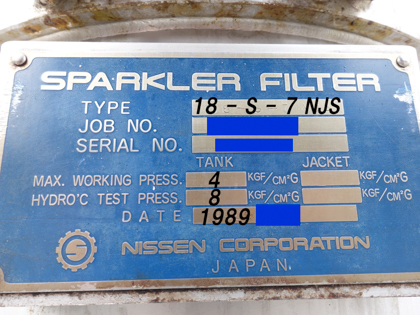 SPARKLER FILTER
TYPE 18-S-7 NJS
JOB NO.
SERIAL NO.
TANK JACKET
MAX. WORKING PRESS. 4 KGF/CM²G KGF/CM²G
HYDRO'C TEST PRESS. 8 KGF/CM²G KGF/CM²G
DATE 1989
NISSEN CORPORATION
JAPAN